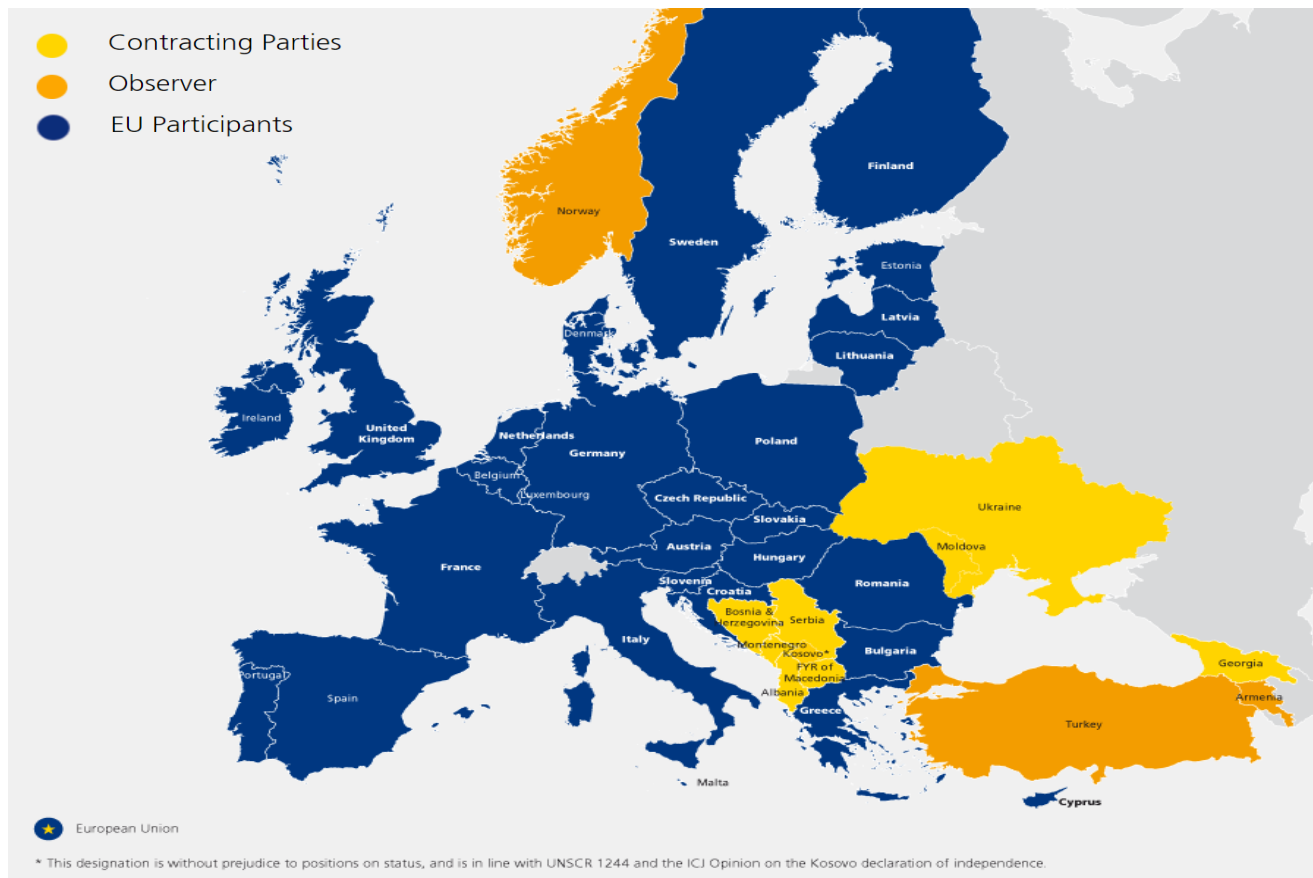 Contracting Parties
Observer
EU Participants
Finland
Norway
Sweden
Estonia
Latvia
Denmark
Lithuania
Ireland
United
Kingdom
Netherlands
Poland
Germany
Belgium
Luxembourg
Czech Republic
Ukraine
Slovakia
Austria
Moldova
Hungary
France
Slovenia
Romania
Croatia
Bosnia &
Herzegovina
Serbia
Italy
Montenegro
Kosovo*
Bulgaria
FYR of
Macedonia
Georgia
Portugal
Spain
Albania
Armenia
Greece
Turkey
Malta
Cyprus
European Union
* This designation is without prejudice to positions on status, and is in line with UNSCR 1244 and the ICJ Opinion on the Kosovo declaration of independence.